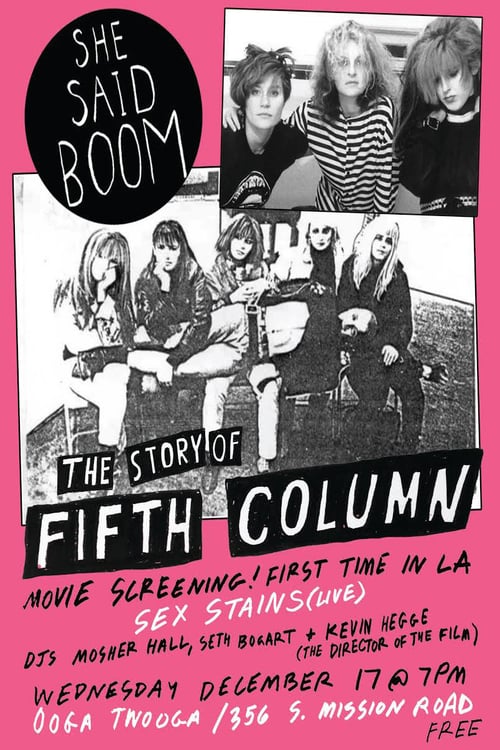 SHE
SAID
BOOM
THE STORY OF
FIFTH COLUMN
MOVIE SCREENING! FIRST TIME IN LA
SEX STAINS (LIVE)
DJS MOSHER HALL, SETH BOGART + KEVIN HEGGE
(THE DIRECTOR OF THE FILM)
WEDNESDAY DECEMBER 17 @ 7PM
OOGA TWOOGA / 356 S. MISSION ROAD
FREE